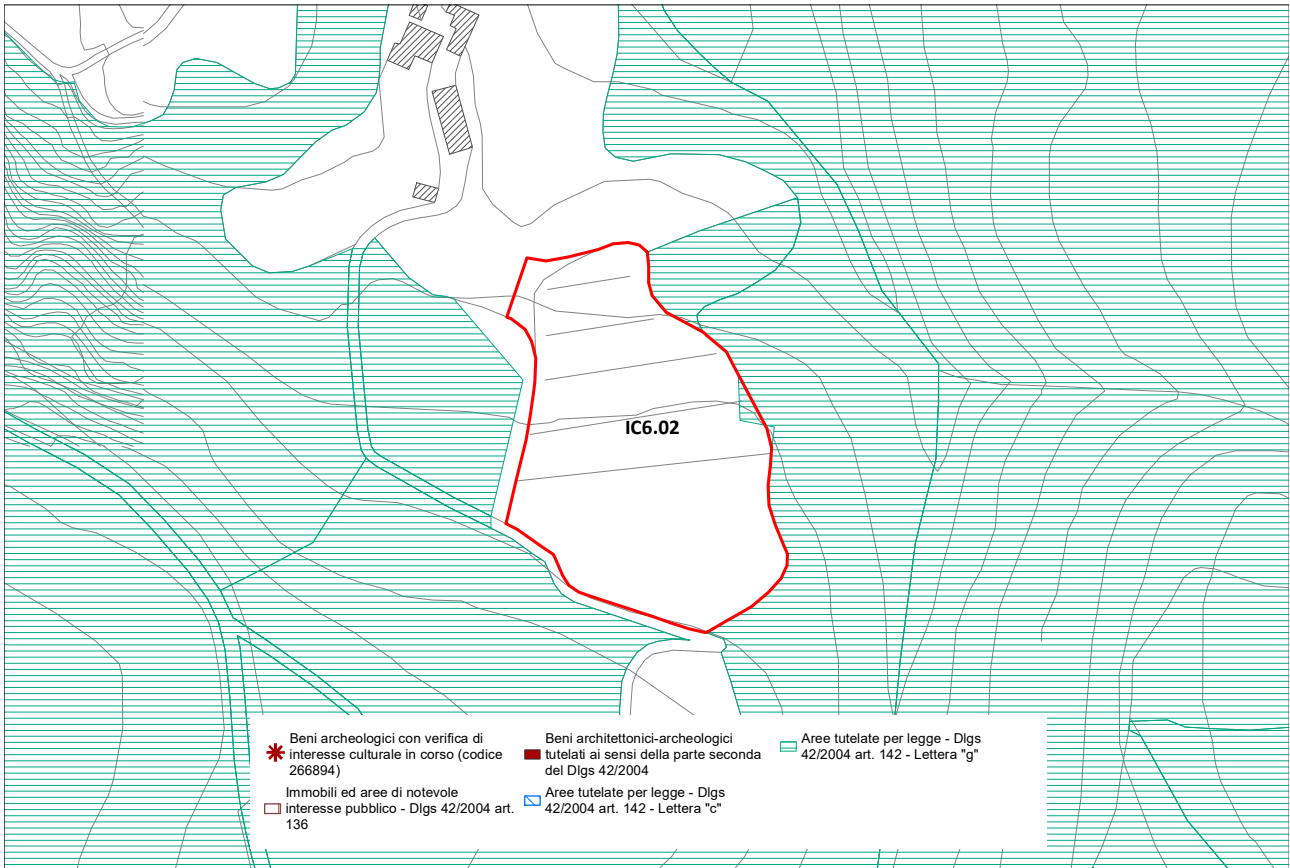 IC6.02
Beni archeologici con verifica di
interesse culturale in corso (codice
266894)
Immobili ed aree di notevole
interesse pubblico - Dlgs 42/2004 art.
136
Beni architettonici-archeologici
tutelati ai sensi della parte seconda
del Dlgs 42/2004
Aree tutelate per legge - Dlgs
42/2004 art. 142 - Lettera "c"
Aree tutelate per legge - Dlgs
42/2004 art. 142 - Lettera "g"